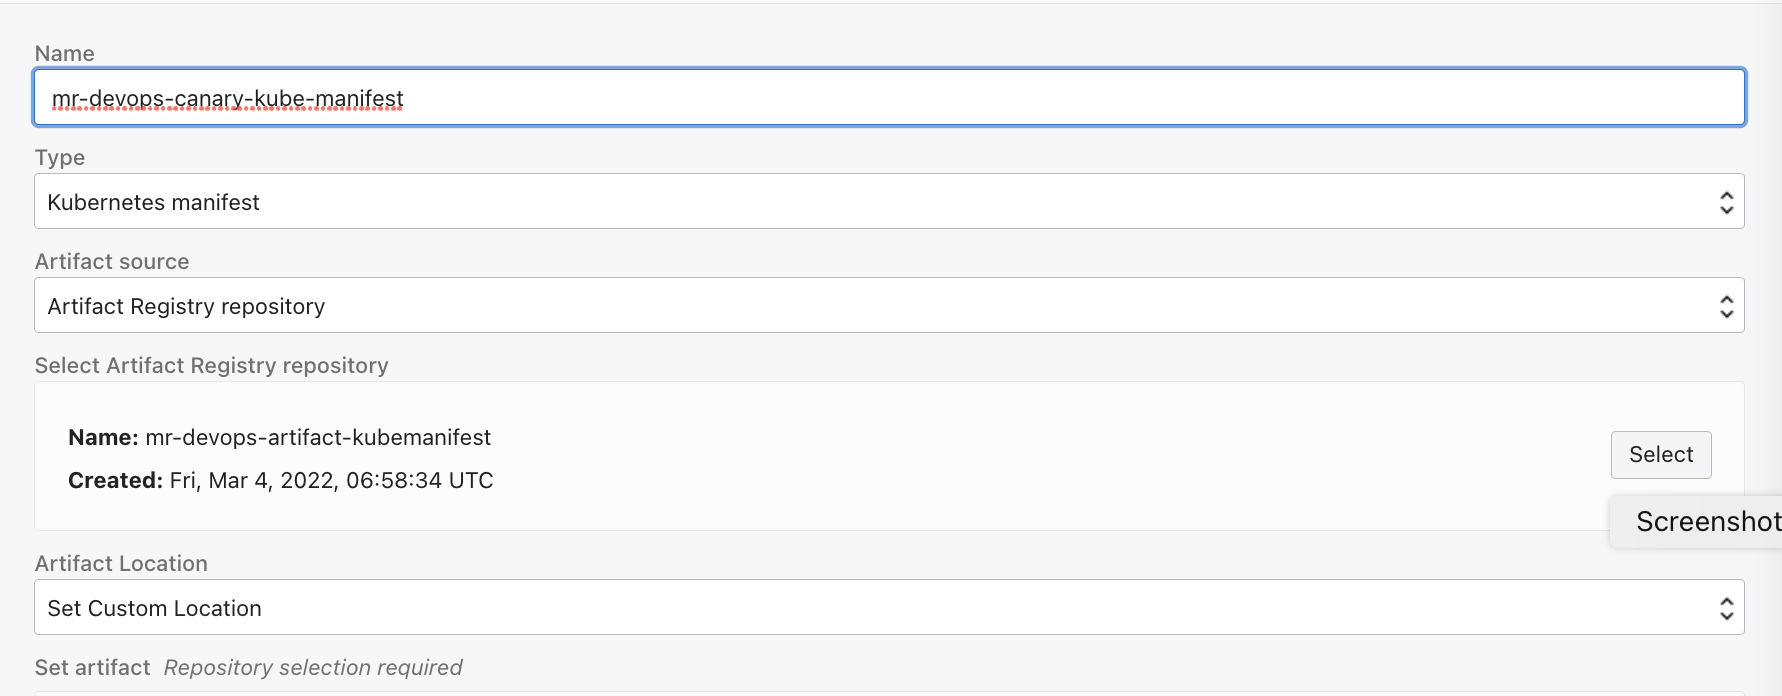 Name
mr-devops-canary-kube-manifest
Type
Kubernetes manifest
Artifact source
Artifact Registry repository
Select Artifact Registry repository
Name: mr-devops-artifact-kubemanifest
Created: Fri, Mar 4, 2022, 06:58:34 UTC
Select
Screenshot
Artifact Location
Set Custom Location
Set artifact Repository selection required